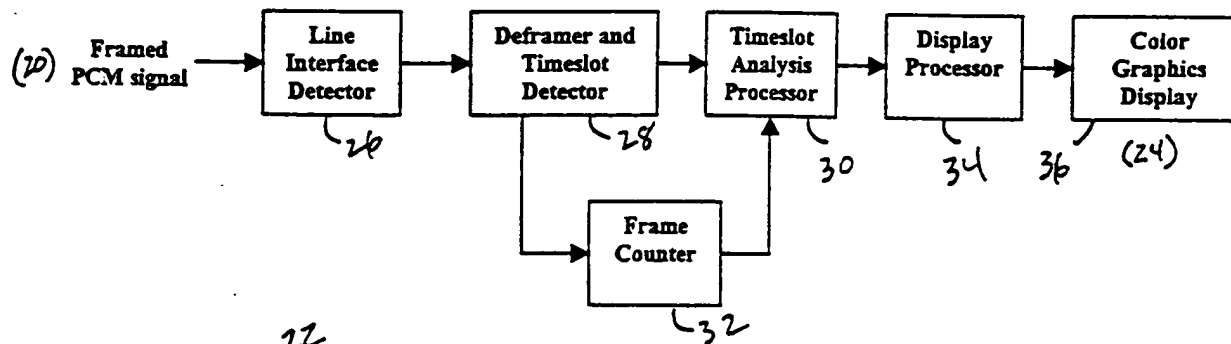 (20) Framed PCM signal
Line Interface Detector
26
Deframer and Timeslot Detector
28
Timeslot Analysis Processor
30
Display Processor
34
Color Graphics Display
36 (24)
Frame Counter
32
22